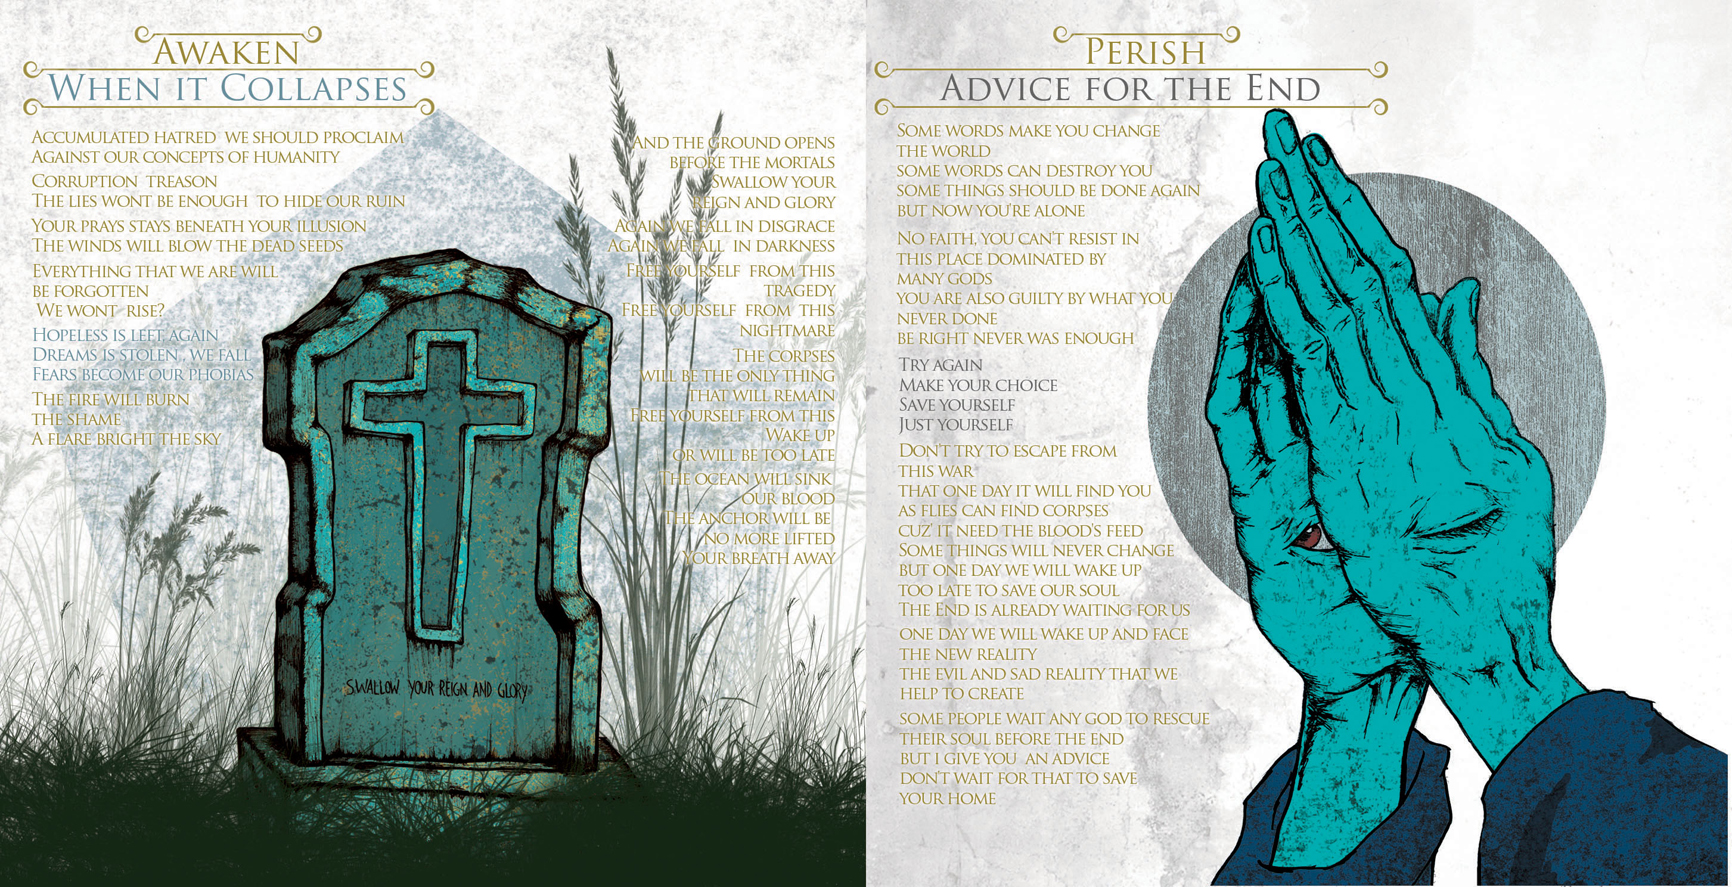 Awaken
When it Collapses
Accumulated hatred we should proclaim
Against our concepts of humanity
Corruption treason
The lies wont be enough to hide our ruin
Your prays stays beneath your illusion
The winds will blow the dead seeds
Everything that we are will
be forgotten
We wont rise?
Hopeless is left, again
Dreams is stolen , we fall
Fears become our phobias
The fire will burn
the shame
A flare bright the sky
And the ground opens
before the mortals
Swallow your
reign and glory
Again we fall in disgrace
Again we fall in darkness
Free yourself from this
tragedy
Free yourself from this
nightmare
The corpses
will be the only thing
that will remain
Free yourself from this
Wake up
or will be too late
The ocean will sink
our blood
The anchor will be
no more lifted
Your breath away
Swallow your reign and glory
Perish
Advice for the End
Some words make you change
the world
some words can destroy you
some things should be done again
but now you're alone
No faith, you can't resist in
this place dominated by
many gods
you are also guilty by what you
never done
be right never was enough
Try again
Make your choice
Save yourself
Just yourself
Don't try to escape from
this war
that one day it will find you
as flies can find corpses
cuz' it need the blood's feed
Some things will never change
but one day we will wake up
too late to save our soul
The End is already waiting for us
one day we will wake up and face
the new reality
the evil and sad reality that we
help to create
some people wait any god to rescue
their soul before the end
but I give you an advice
don't wait for that to save
your home